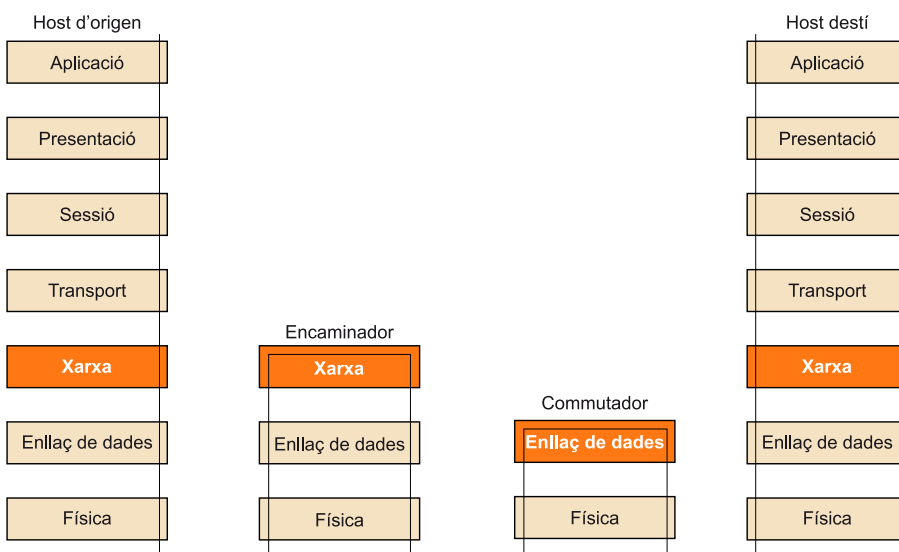 Host d’origen
Aplicació
Presentació
Sessió
Transport
Xarxa
Enllaç de dades
Física
Encaminador
Xarxa
Enllaç de dades
Física
Commutador
Enllaç de dades
Física
Host destí
Aplicació
Presentació
Sessió
Transport
Xarxa
Enllaç de dades
Física